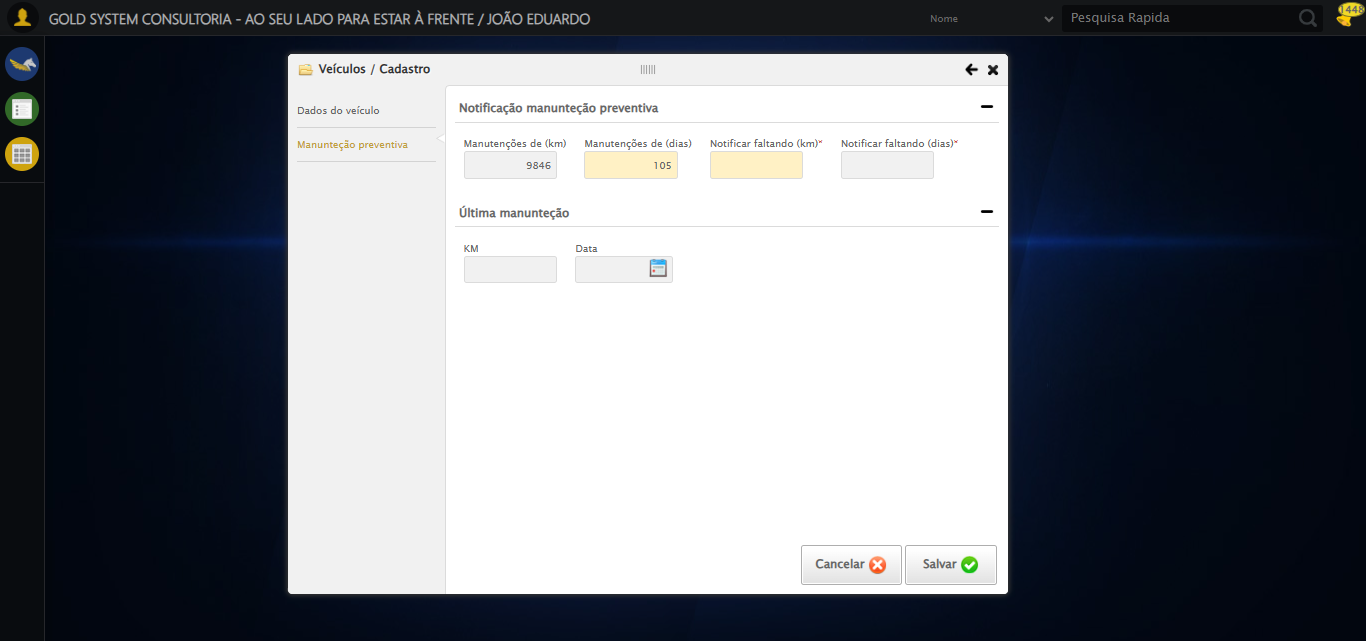 GOLD SYSTEM CONSULTORIA - AO SEU LADO PARA ESTAR À FRENTE / JOÃO EDUARDO
Nome
Pesquisa Rapida
1448
Veículos / Cadastro
Dados do veículo
Manunteção preventiva
Notificação manunteção preventiva
Manutenções de (km) Manutenções de (dias) Notificar faltando (km)* Notificar faltando (dias)*
9846 105
Última manunteção
KM Data
Cancelar Salvar